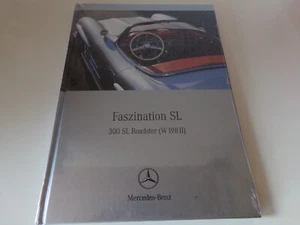 Faszination SL
300 SL Roadster (W 198 II)
Mercedes-Benz